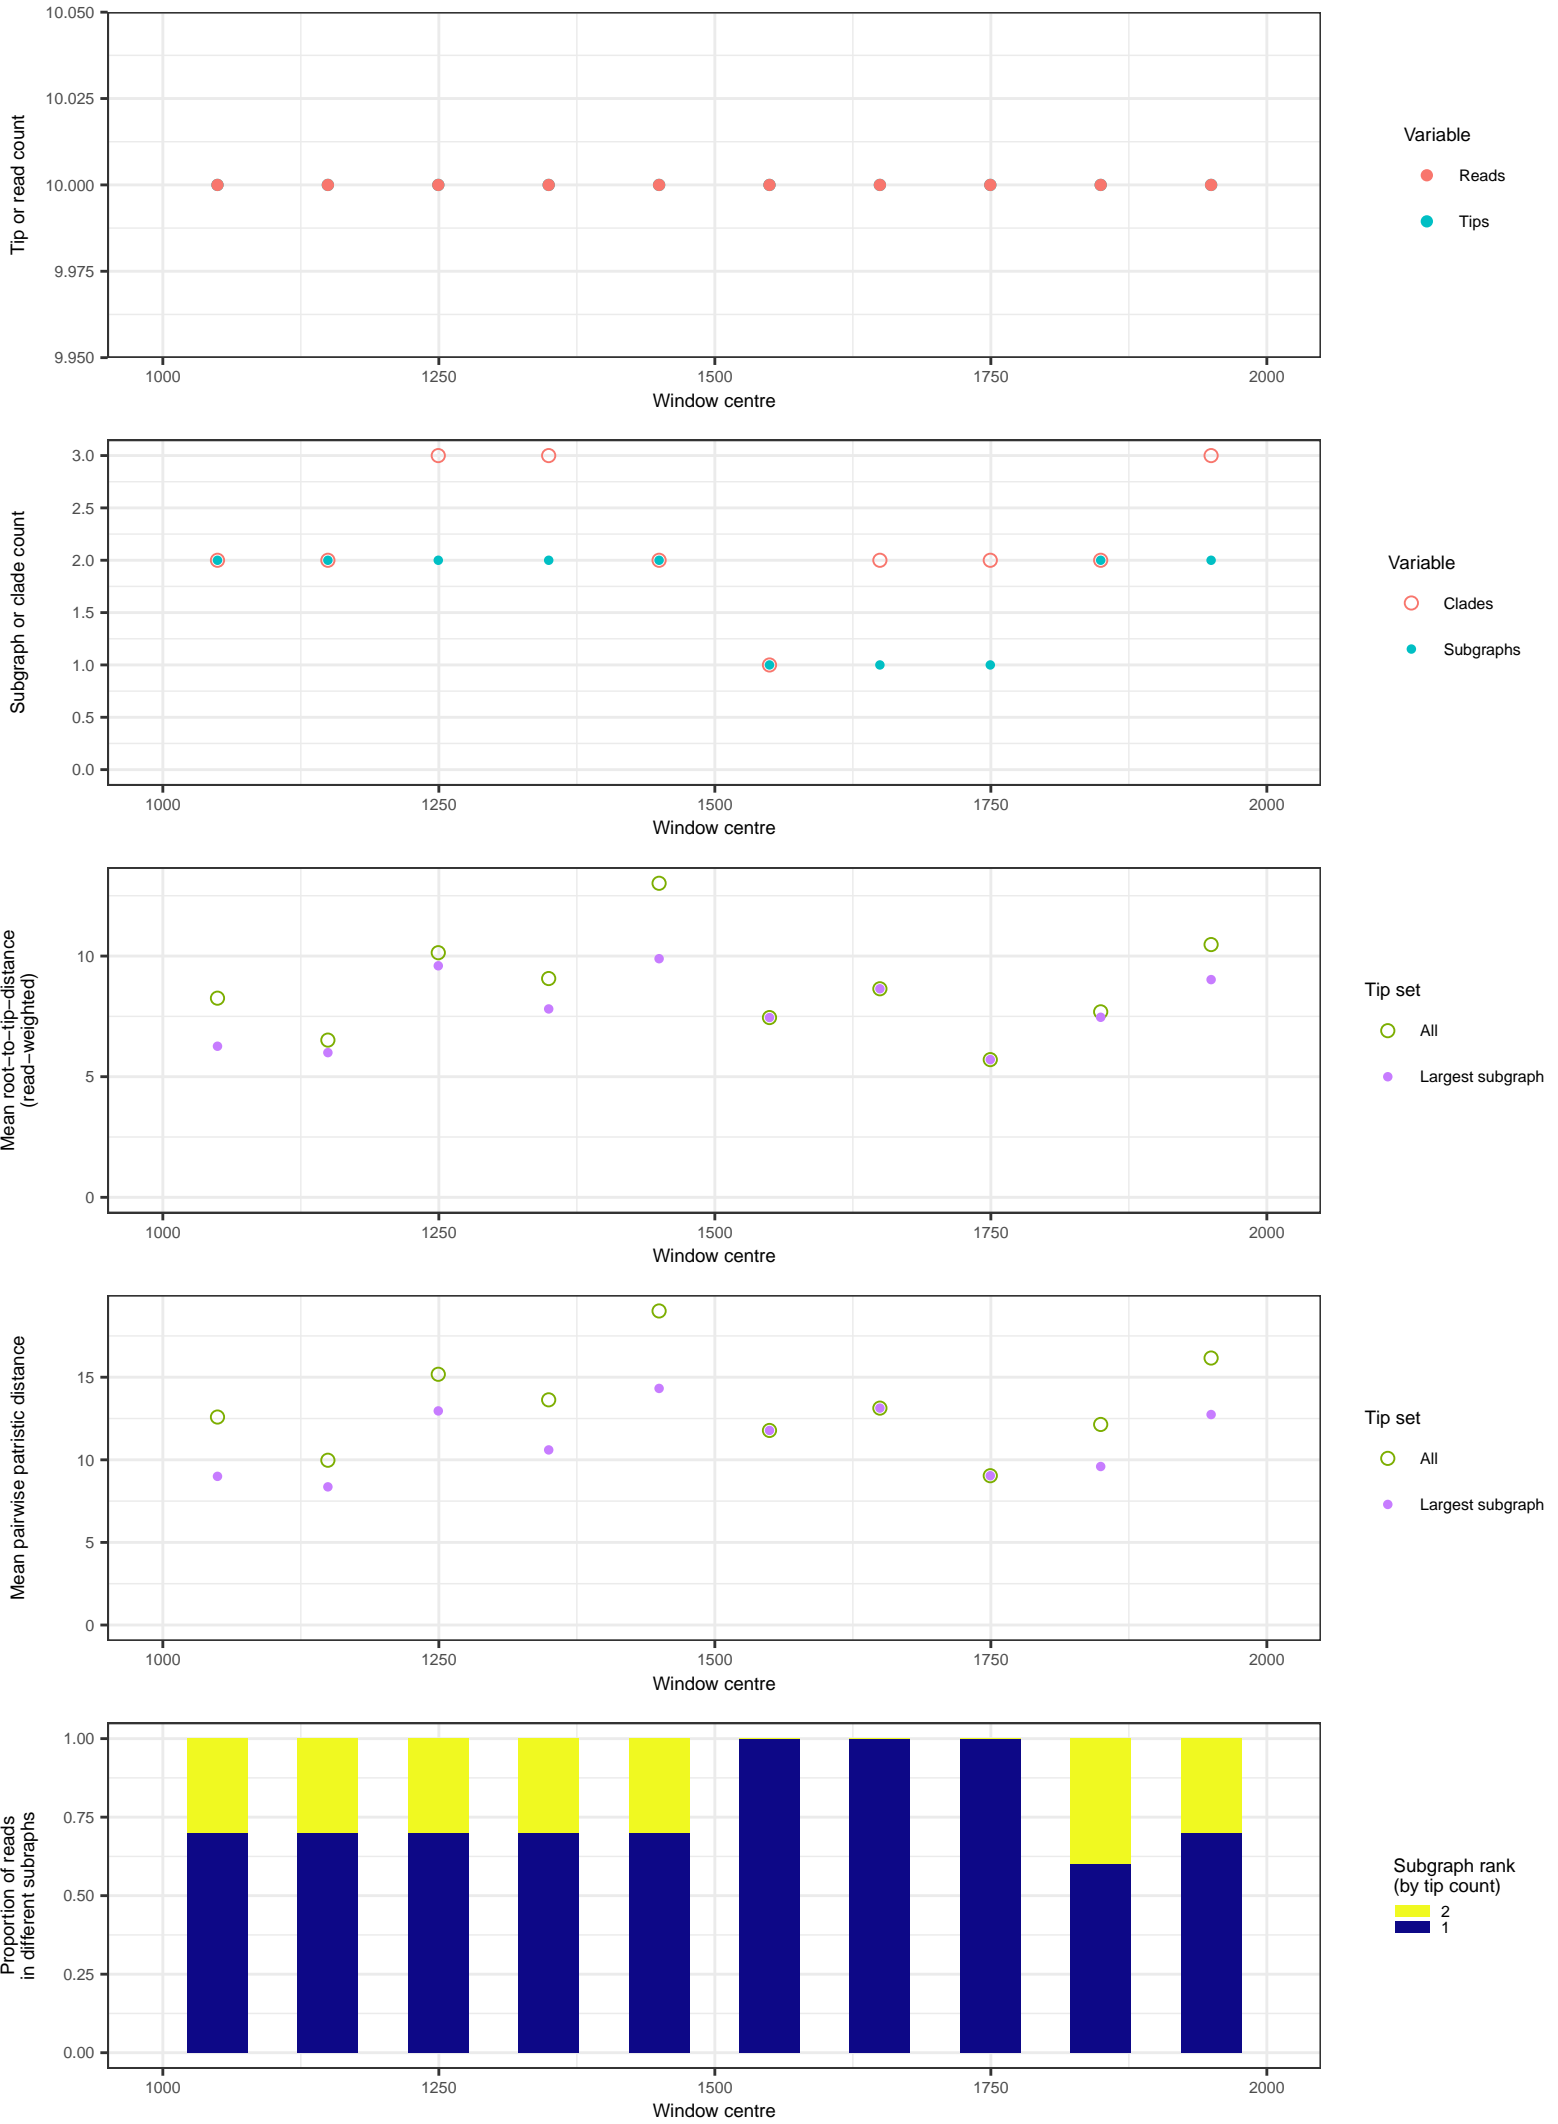 10.050
10.025
10.000
9.975
9.950
Tip or read count
1000 1250 1500 1750 2000
Window centre
Variable
Reads
Tips
3.0
2.5
2.0
1.5
1.0
0.5
0.0
Subgraph or clade count
1000 1250 1500 1750 2000
Window centre
Variable
Clades
Subgraphs
10
5
0
Mean root−to−tip−distance
(read−weighted)
1000 1250 1500 1750 2000
Window centre
Tip set
All
Largest subgraph
15
10
5
0
Mean pairwise patristic distance
1000 1250 1500 1750 2000
Window centre
Tip set
All
Largest subgraph
1.00
0.75
0.50
0.25
0.00
Proportion of reads
in different subraphs
1000 1250 1500 1750 2000
Window centre
Subgraph rank
(by tip count)
2
1